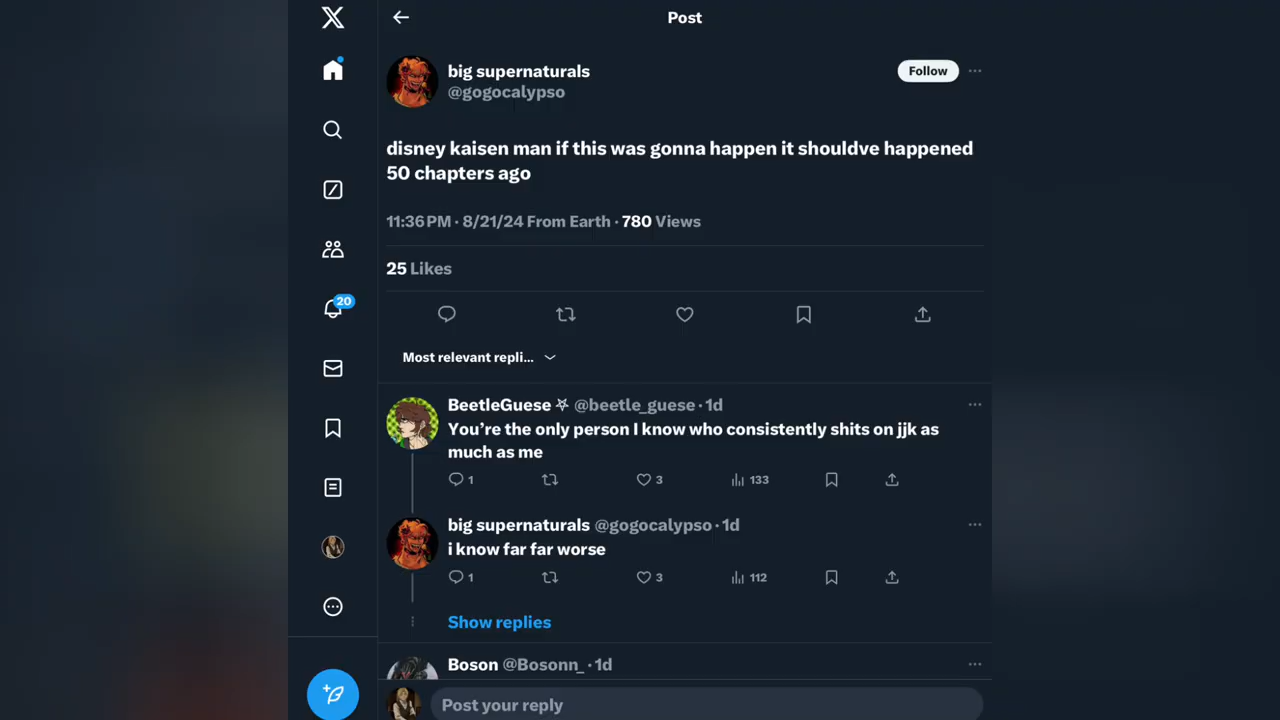 Post
big supernaturals
@gogocalypso
Follow
disney kaisen man if this was gonna happen it shouldve happened
50 chapters ago
11:36 PM · 8/21/24 From Earth · 780 Views
25 Likes
Most relevant repli...
20
BeetleGuese ⛧ @beetle_guese · 1d
You’re the only person I know who consistently shits on jjk as
much as me
1 3 133
big supernaturals @gogocalypso · 1d
i know far far worse
1 3 112
Show replies
Boson @Bosonn_ · 1d
Post your reply